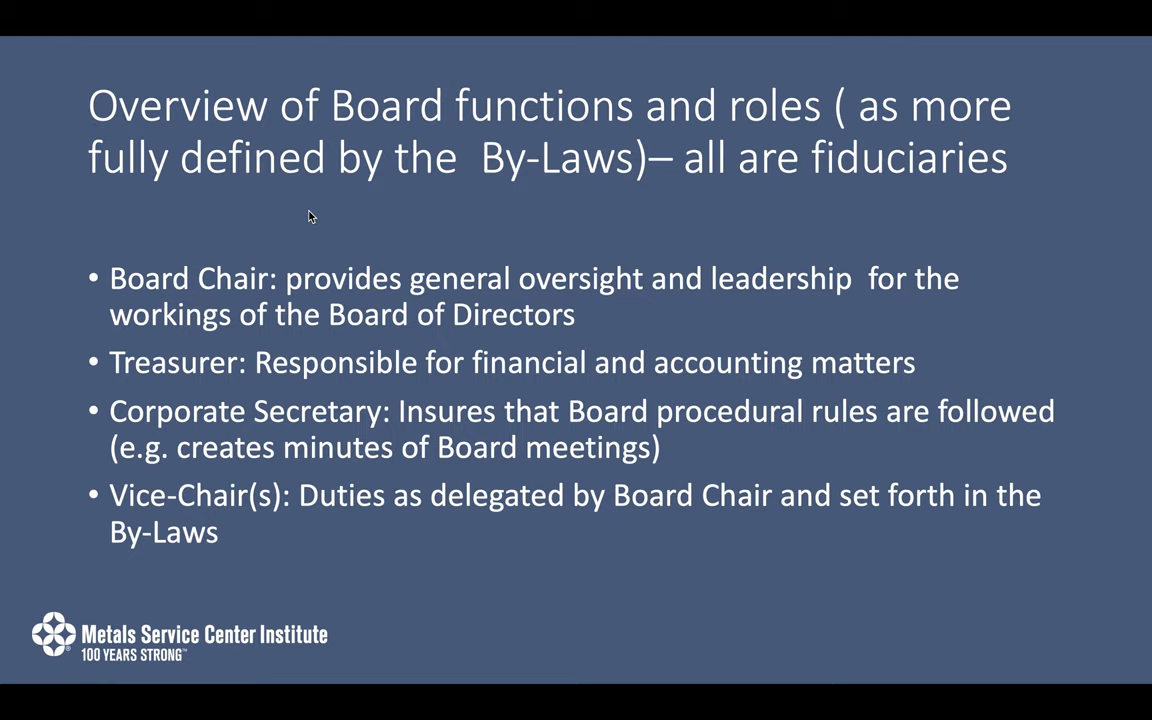 Overview of Board functions and roles ( as more
fully defined by the  By-Laws)– all are fiduciaries
• Board Chair: provides general oversight and leadership  for the
workings of the Board of Directors
• Treasurer: Responsible for financial and accounting matters
• Corporate Secretary: Insures that Board procedural rules are followed
(e.g. creates minutes of Board meetings)
• Vice-Chair(s): Duties as delegated by Board Chair and set forth in the
By-Laws
® Metals Service Center Institute
100 YEARS STRONG™